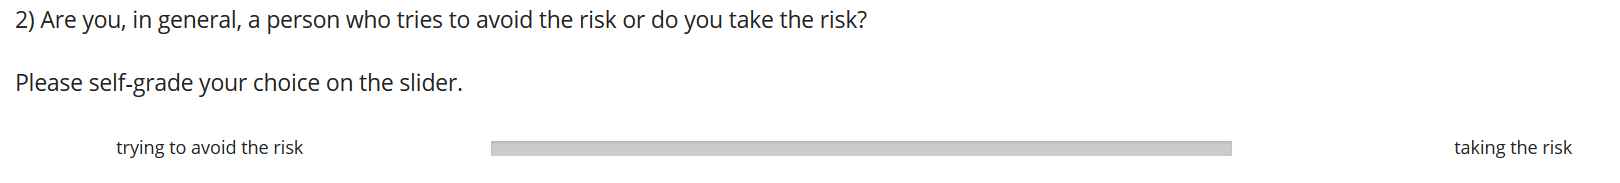 2) Are you, in general, a person who tries to avoid the risk or do you take the risk?
Please self-grade your choice on the slider.
trying to avoid the risk
taking the risk